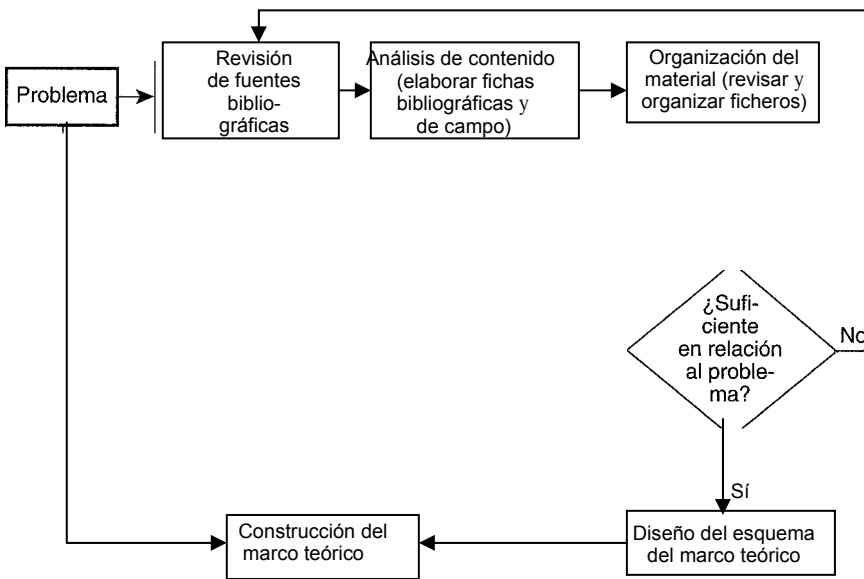 Problema
Revisión
de fuentes
biblio-
gráficas
Análisis de contenido
(elaborar fichas
bibliográficas y
de campo)
Organización del
material (revisar y
organizar ficheros)
¿Sufi-
ciente
en relación
al proble-
ma?
No
Sí
Diseño del esquema
del marco teórico
Construcción del
marco teórico